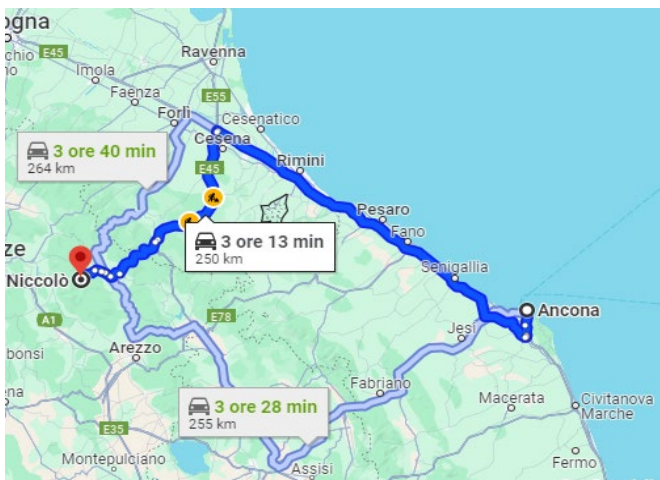 ogna
E45
Ravenna
cchio
Imola
Faenza
E55
Forlì
Cesenatico
Cesena
3 ore 40 min
264 km
E45
Rimini
Pesaro
Fano
3 ore 13 min
250 km
ze
Niccolò
Senigallia
Ancona
A1
E78
Jesi
bonsi
Arezzo
Fabriano
Macerata
Civitanova
Marche
3 ore 28 min
255 km
ena
E35
Montepulciano
Assisi
Fermo